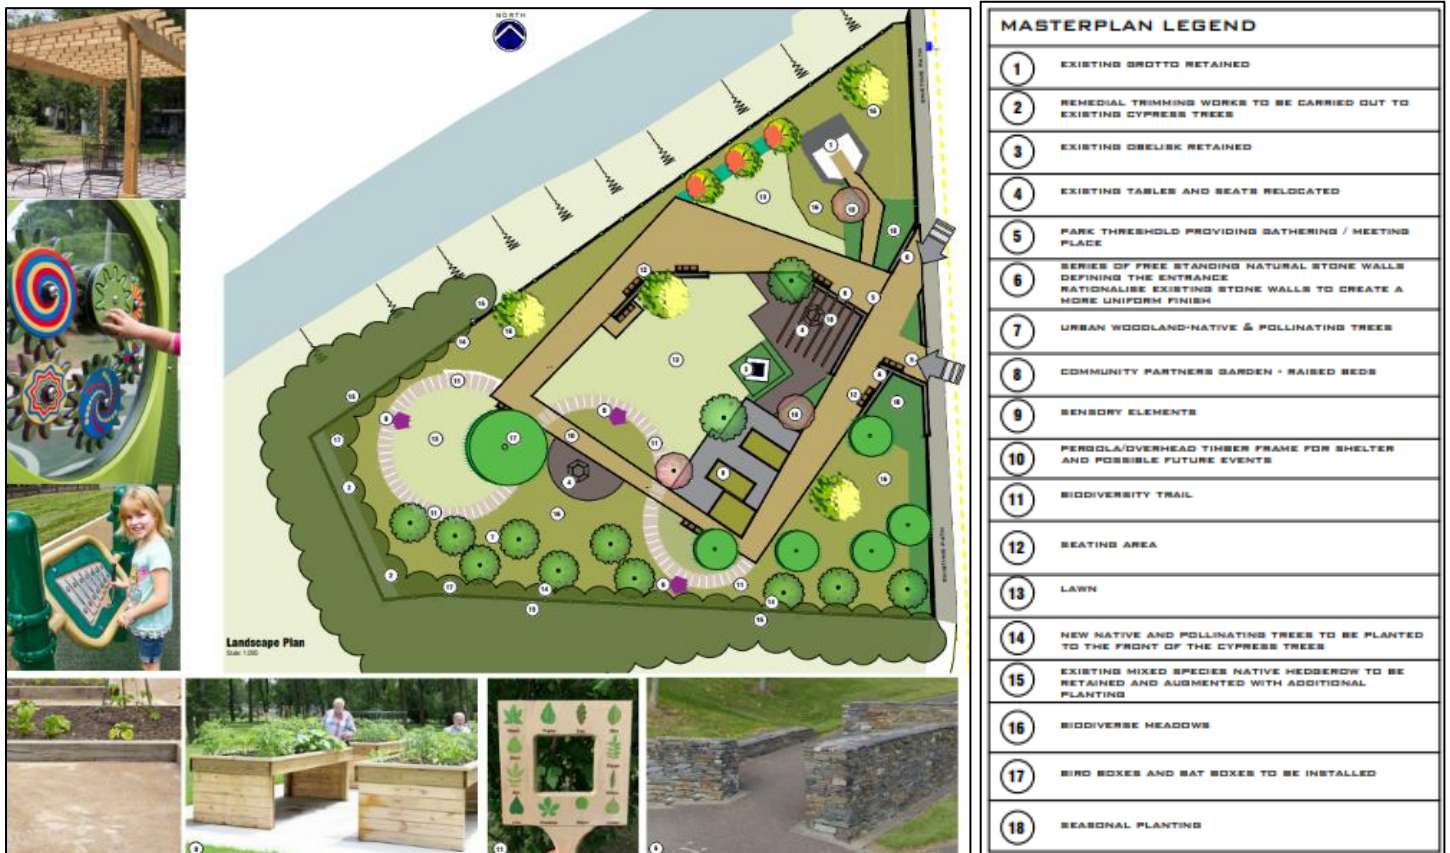 NORTH
EXISTING PATH
EXISTING PATH
Landscape Plan
Scale 1:200
MASTERPLAN LEGEND
1 EXISTING GROTTO RETAINED
2 REMEDIAL TRIMMING WORKS TO BE CARRIED OUT TO
EXISTING CYPRESS TREES
3 EXISTING OBELISK RETAINED
4 EXISTING TABLES AND SEATS RELOCATED
5 PARK THRESHOLD PROVIDING GATHERING / MEETING
PLACE
6 SERIES OF FREE STANDING NATURAL STONE WALLS
DEFINING THE ENTRANCE
RATIONALISE EXISTING STONE WALLS TO CREATE A
MORE UNIFORM FINISH
7 URBAN WOODLAND-NATIVE & POLLINATING TREES
8 COMMUNITY PARTNERS GARDEN - RAISED BEDS
9 SENSORY ELEMENTS
10 PERGOLA/OVERHEAD TIMBER FRAME FOR SHELTER
AND POSSIBLE FUTURE EVENTS
11 BIODIVERSITY TRAIL
12 SEATING AREA
13 LAWN
14 NEW NATIVE AND POLLINATING TREES TO BE PLANTED
TO THE FRONT OF THE CYPRESS TREES
15 EXISTING MIXED SPECIES NATIVE HEDGEROW TO BE
RETAINED AND AUGMENTED WITH ADDITIONAL
PLANTING
16 BIODIVERSE MEADOWS
17 BIRD BOXES AND BAT BOXES TO BE INSTALLED
18 SEASONAL PLANTING